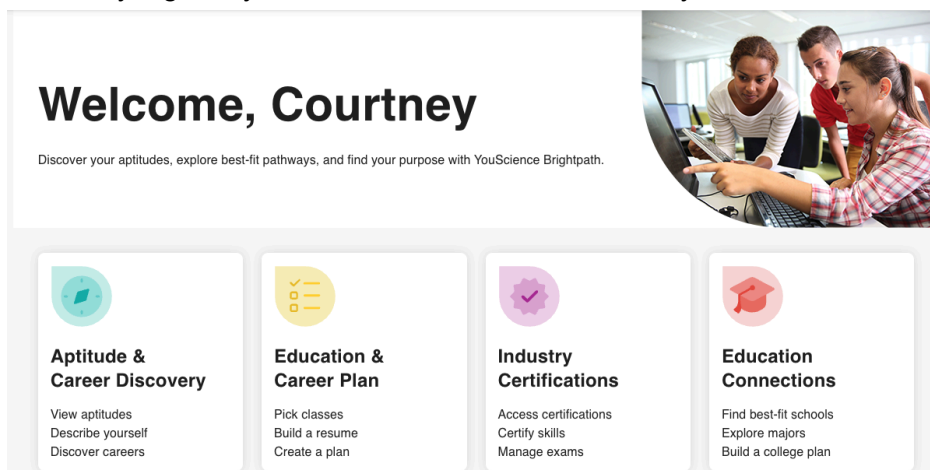 Welcome, Courtney
Discover your aptitudes, explore best-fit pathways, and find your purpose with YouScience Brightpath.
Aptitude &
Career Discovery
View aptitudes
Describe yourself
Discover careers
Education &
Career Plan
Pick classes
Build a resume
Create a plan
Industry
Certifications
Access certifications
Certify skills
Manage exams
Education
Connections
Find best-fit schools
Explore majors
Build a college plan